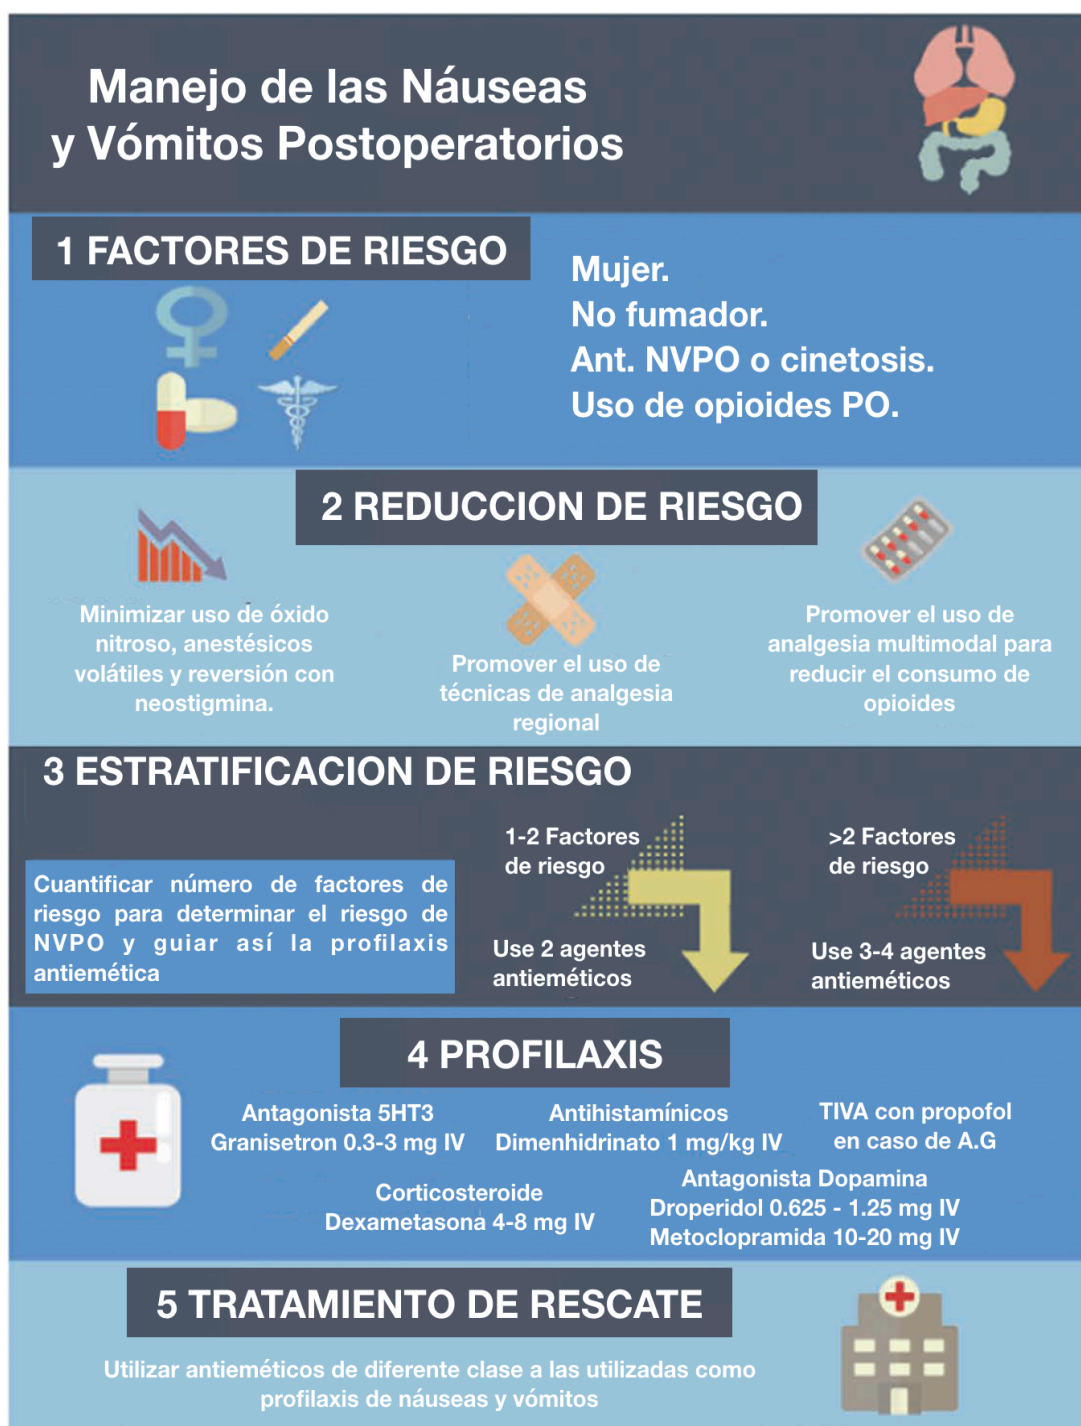 Manejo de las Náuseas
y Vómitos Postoperatorios
1 FACTORES DE RIESGO
Mujer.
No fumador.
Ant. NVPO o cinetosis.
Uso de opioides PO.
2 REDUCCION DE RIESGO
Minimizar uso de óxido
nitroso, anestésicos
volátiles y reversión con
neostigmina.
Promover el uso de
técnicas de analgesia
regional
Promover el uso de
analgesia multimodal para
reducir el consumo de
opioides
3 ESTRATIFICACION DE RIESGO
Cuantificar número de factores de
riesgo para determinar el riesgo de
NVPO y guiar así la profilaxis
antiemética
1-2 Factores
de riesgo
Use 2 agentes
antieméticos
>2 Factores
de riesgo
Use 3-4 agentes
antieméticos
4 PROFILAXIS
Antagonista 5HT3
Granisetron 0.3-3 mg IV
Antihistamínicos
Dimenhidrinato 1 mg/kg IV
TIVA con propofol
en caso de A.G
Corticosteroide
Dexametasona 4-8 mg IV
Antagonista Dopamina
Droperidol 0.625 - 1.25 mg IV
Metoclopramida 10-20 mg IV
5 TRATAMIENTO DE RESCATE
Utilizar antieméticos de diferente clase a las utilizadas como
profilaxis de náuseas y vómitos